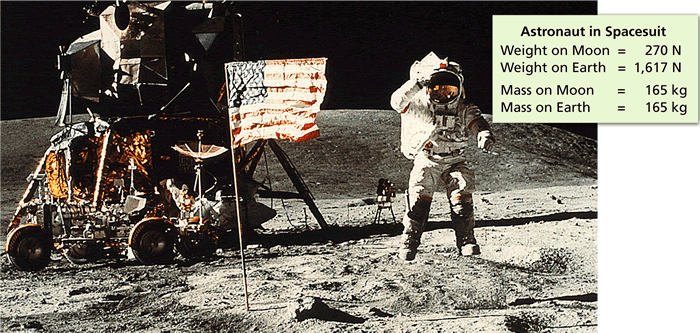 Astronaut in Spacesuit
Weight on Moon = 270 N
Weight on Earth = 1,617 N
Mass on Moon = 165 kg
Mass on Earth = 165 kg